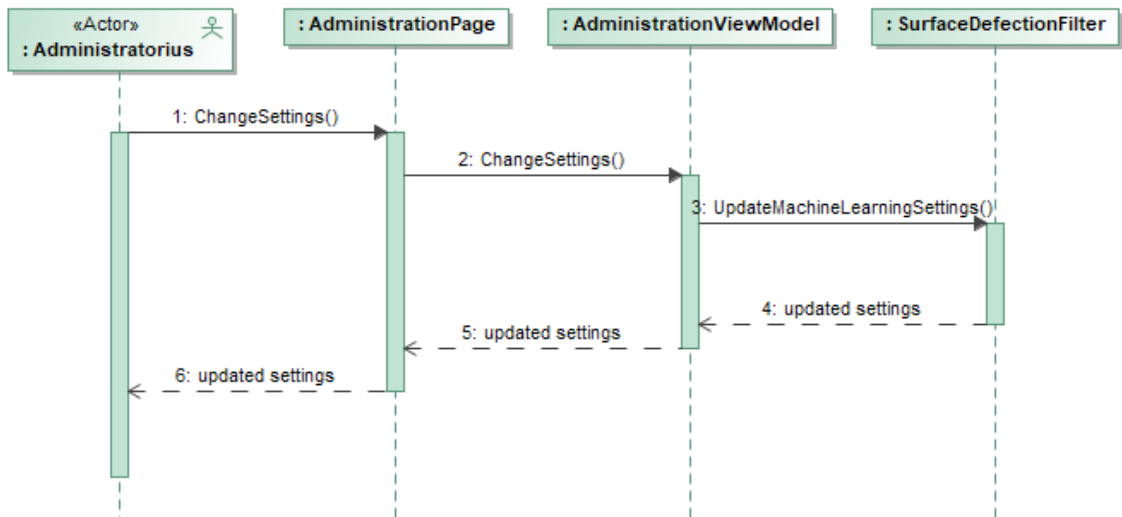 «Actor»
: Administratorius
: AdministrationPage
: AdministrationViewModel
: SurfaceDefectionFilter
1: ChangeSettings()
2: ChangeSettings()
3: UpdateMachineLearningSettings()
4: updated settings
5: updated settings
6: updated settings